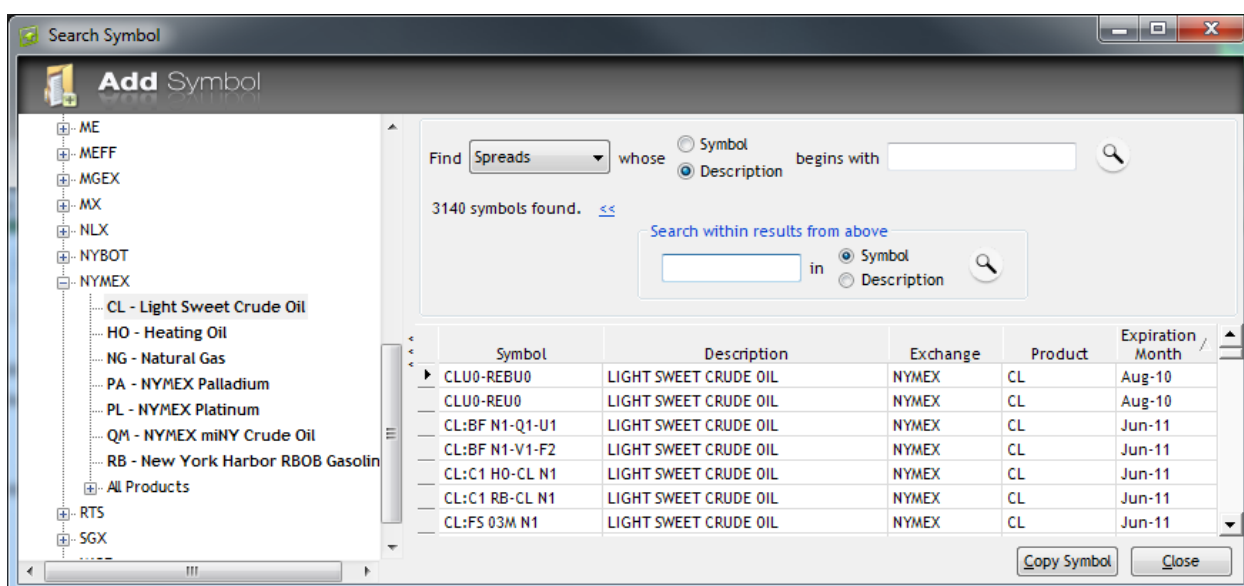 Search Symbol
Add Symbol
ME
MEFF
MGEX
MX
NLX
NYBOT
NYMEX
CL - Light Sweet Crude Oil
HO - Heating Oil
NG - Natural Gas
PA - NYMEX Palladium
PL - NYMEX Platinum
QM - NYMEX miNY Crude Oil
RB - New York Harbor RBOB Gasolin
All Products
RTS
SGX
Find Spreads whose Symbol Description begins with
3140 symbols found. <<
Search within results from above
in Symbol Description
Symbol Description Exchange Product Expiration Month
CLU0-REBU0 LIGHT SWEET CRUDE OIL NYMEX CL Aug-10
CLU0-REU0 LIGHT SWEET CRUDE OIL NYMEX CL Aug-10
CL:BF N1-Q1-U1 LIGHT SWEET CRUDE OIL NYMEX CL Jun-11
CL:BF N1-V1-F2 LIGHT SWEET CRUDE OIL NYMEX CL Jun-11
CL:C1 HO-CL N1 LIGHT SWEET CRUDE OIL NYMEX CL Jun-11
CL:C1 RB-CL N1 LIGHT SWEET CRUDE OIL NYMEX CL Jun-11
CL:FS 03M N1 LIGHT SWEET CRUDE OIL NYMEX CL Jun-11
Copy Symbol Close